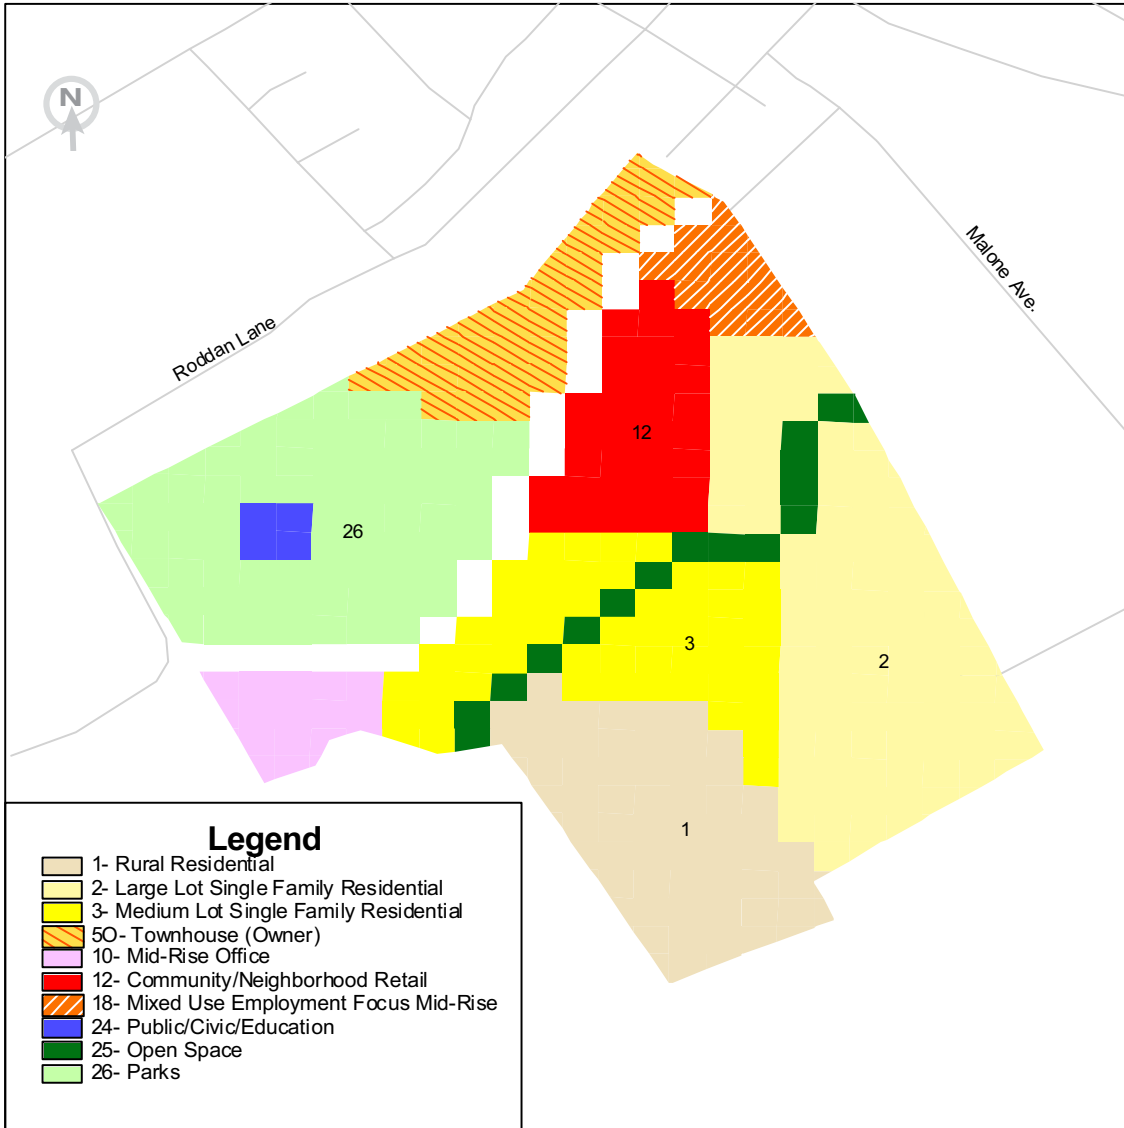 N
Malone Ave.
Roddan Lane
12
26
3
2
1
Legend
1- Rural Residential
2- Large Lot Single Family Residential
3- Medium Lot Single Family Residential
5O- Townhouse (Owner)
10- Mid-Rise Office
12- Community/Neighborhood Retail
18- Mixed Use Employment Focus Mid-Rise
24- Public/Civic/Education
25- Open Space
26- Parks